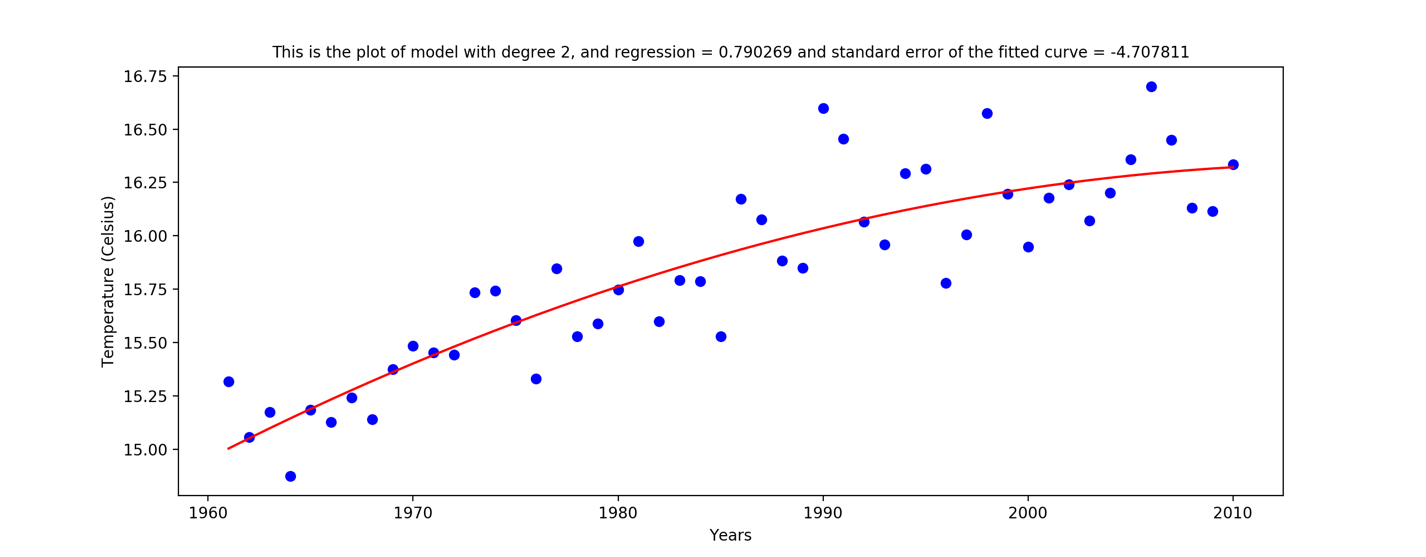 This is the plot of model with degree 2, and regression = 0.790269 and standard error of the fitted curve = -4.707811
16.75
16.50
16.25
16.00
15.75
15.50
15.25
15.00
Temperature (Celsius)
1960 1970 1980 1990 2000 2010
Years